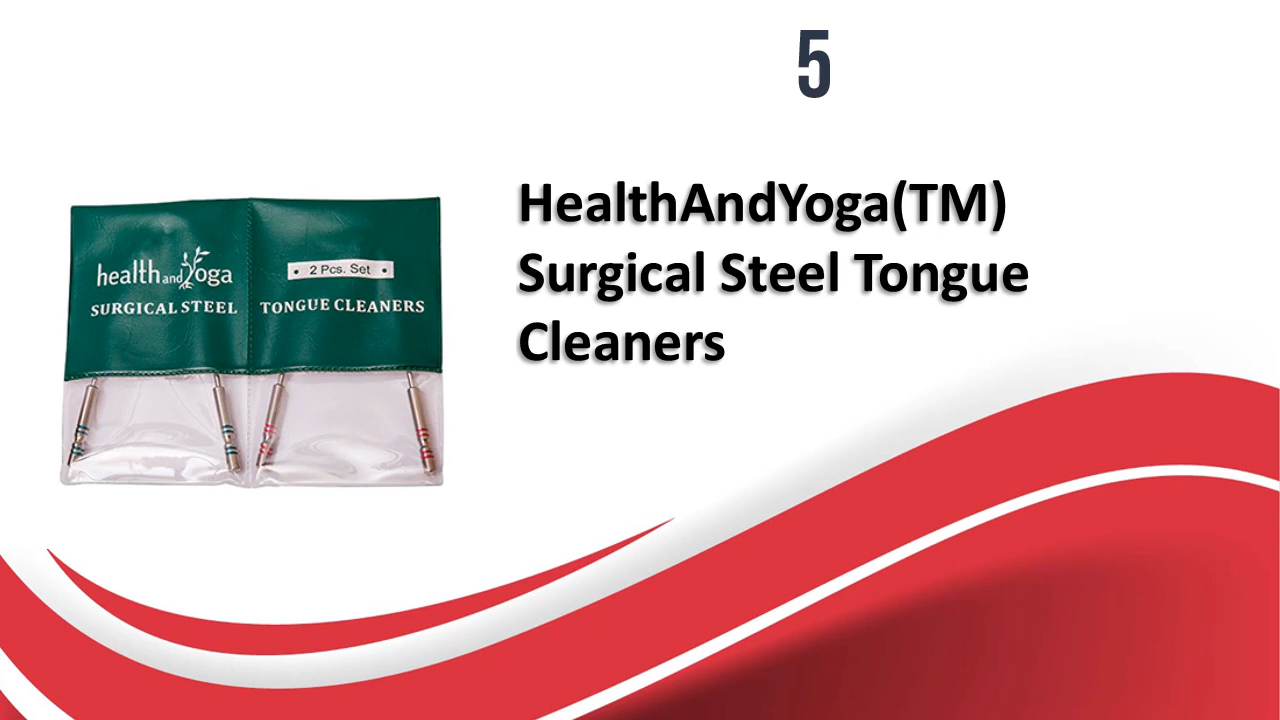 5
HealthAndYoga(TM)
Surgical Steel Tongue
Cleaners
health and yoga
SURGICAL STEEL
• 2 Pcs. Set •
TONGUE CLEANERS